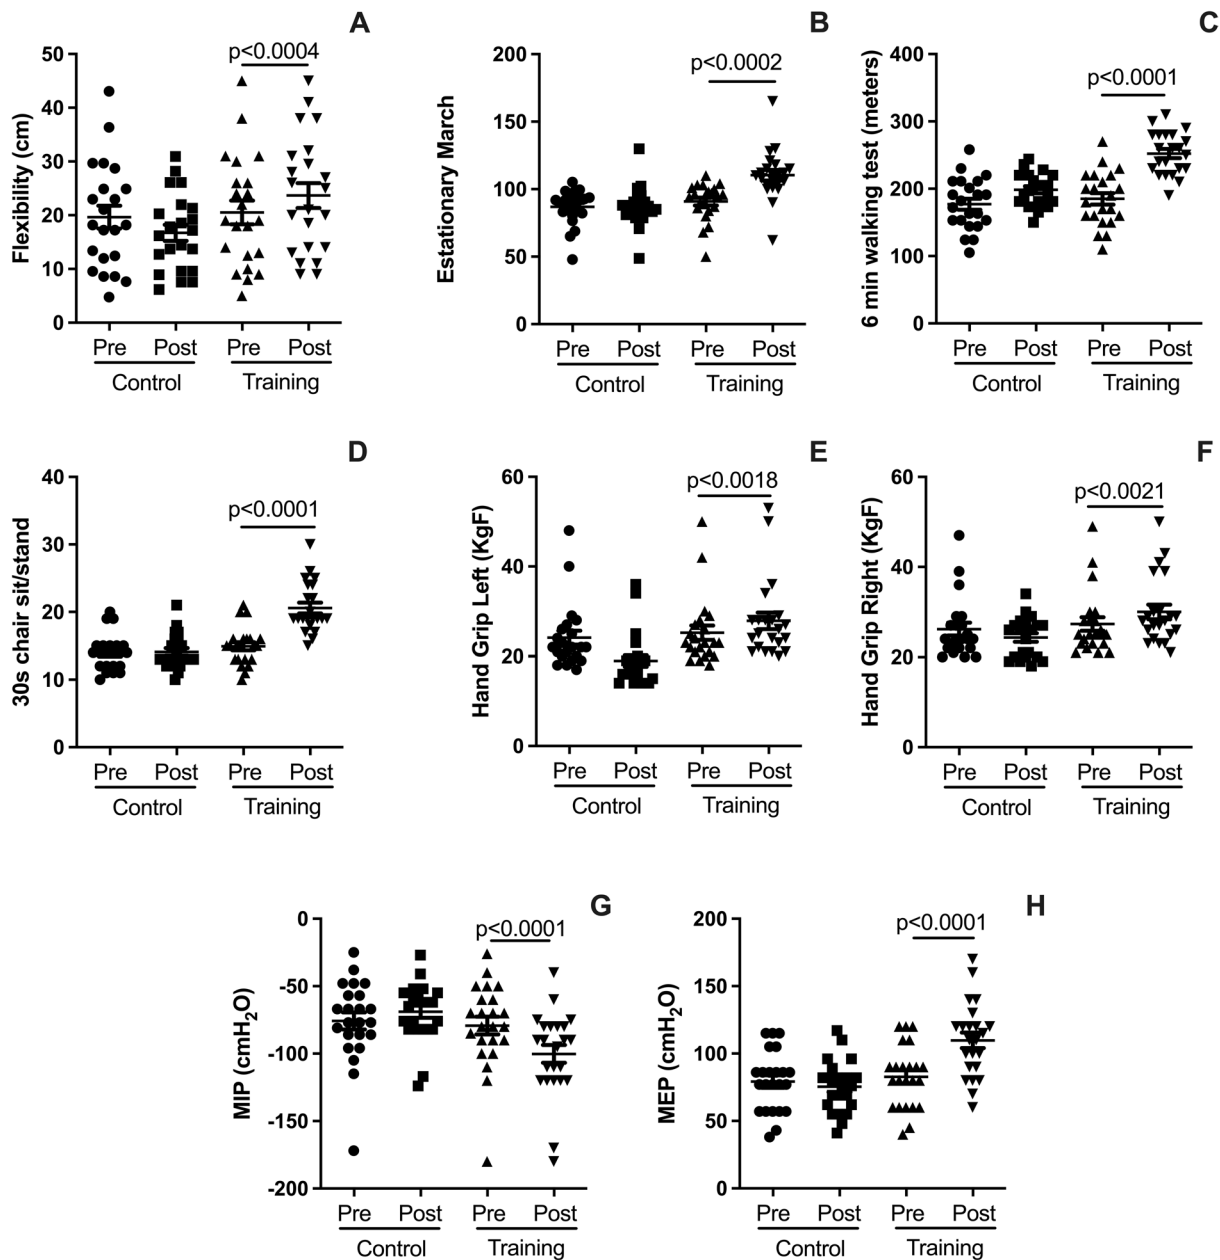 A
p<0.0004
Flexibility (cm)
50
40
30
20
10
0
Pre Post Pre Post
Control Training
B
p<0.0002
Estationary March
200
150
100
50
0
Pre Post Pre Post
Control Training
C
p<0.0001
6 min walking test (meters)
400
300
200
100
0
Pre Post Pre Post
Control Training
D
p<0.0001
30s chair sit/stand
40
30
20
10
0
Pre Post Pre Post
Control Training
E
p<0.0018
Hand Grip Left (KgF)
60
40
20
0
Pre Post Pre Post
Control Training
F
p<0.0021
Hand Grip Right (KgF)
60
40
20
0
Pre Post Pre Post
Control Training
G
p<0.0001
MIP (cmH₂O)
0
-50
-100
-150
-200
Pre Post Pre Post
Control Training
H
p<0.0001
MEP (cmH₂O)
200
150
100
50
0
Pre Post Pre Post
Control Training